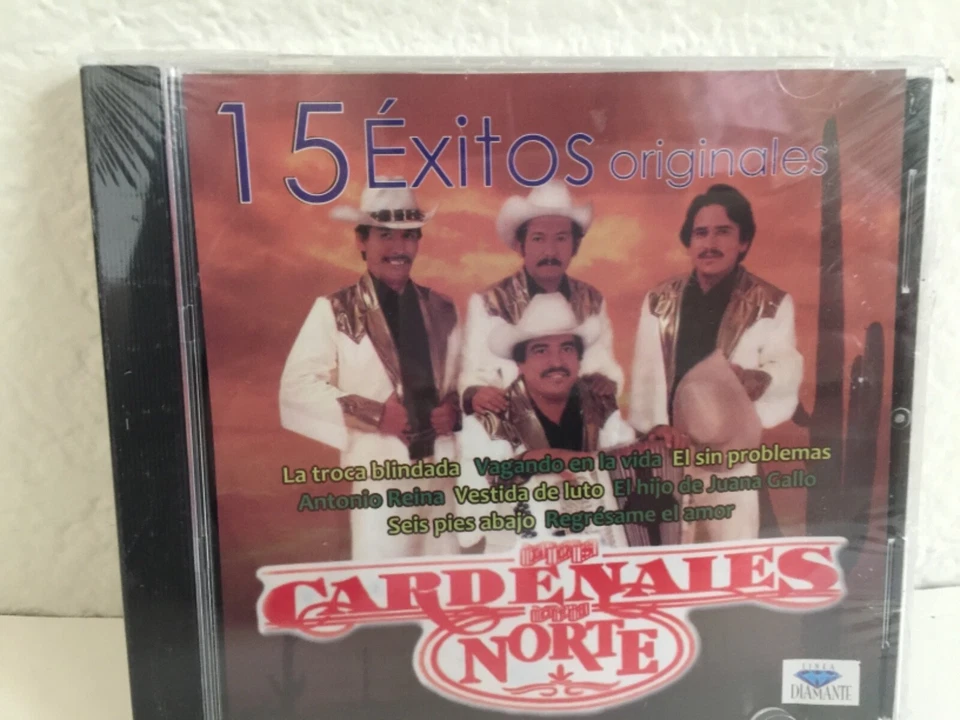 15 Éxitos originales
La troca blindada Vagando en la vida El sin problemas
Antonio Reina Vestida de luto El hijo de Juana Gallo
Seis pies abajo Regrésame el amor
CARDENALES
NORTE
LINEA
DIAMANTE